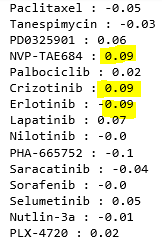 Paclitaxel : -0.05
Tanespimycin : -0.03
PD0325901 : 0.06
NVP-TAE684 : 0.09
Palbociclib : 0.02
Crizotinib : 0.09
Erlotinib : -0.09
Lapatinib : 0.07
Nilotinib : -0.0
PHA-665752 : -0.1
Saracatinib : -0.04
Sorafenib : -0.0
Selumetinib : 0.05
Nutlin-3a : -0.01
PLX-4720 : 0.02